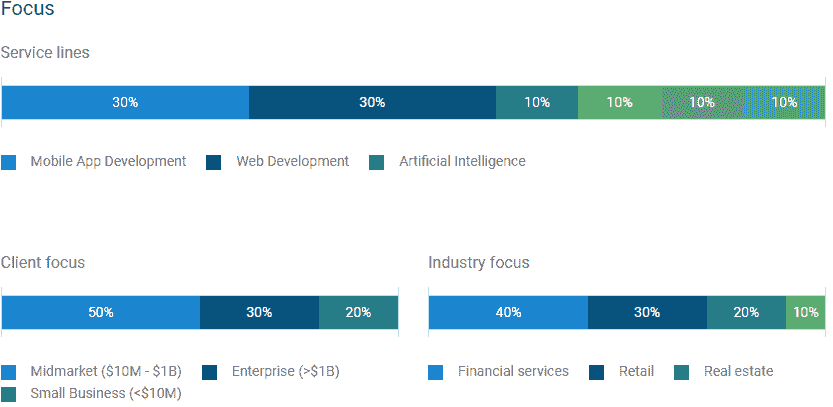 Focus
Service lines
30% 30% 10% 10% 10% 10%
Mobile App Development Web Development Artificial Intelligence
Client focus
50% 30% 20%
Midmarket ($10M - $1B) Enterprise (>$1B)
Small Business (<$10M)
Industry focus
40% 30% 20% 10%
Financial services Retail Real estate